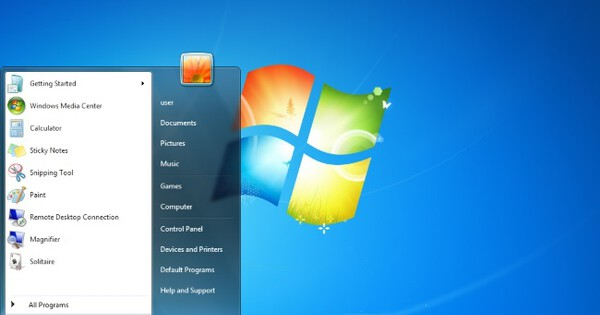 Getting Started
Windows Media Center
Calculator
Sticky Notes
Snipping Tool
Paint
Remote Desktop Connection
Magnifier
Solitaire
All Programs
user
Documents
Pictures
Music
Games
Computer
Control Panel
Devices and Printers
Default Programs
Help and Support